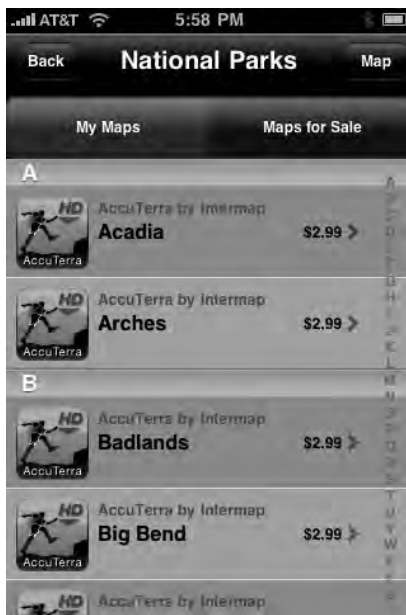 AT&T 5:58 PM
Back National Parks Map
My Maps Maps for Sale
A
HD AccuTerra by Intermap
Acadia $2.99 >
AccuTerra
HD AccuTerra by Intermap
Arches $2.99 >
AccuTerra
B
HD AccuTerra by Intermap
Badlands $2.99 >
AccuTerra
HD AccuTerra by Intermap
Big Bend $2.99 >
AccuTerra
HD AccuTerra by Intermap